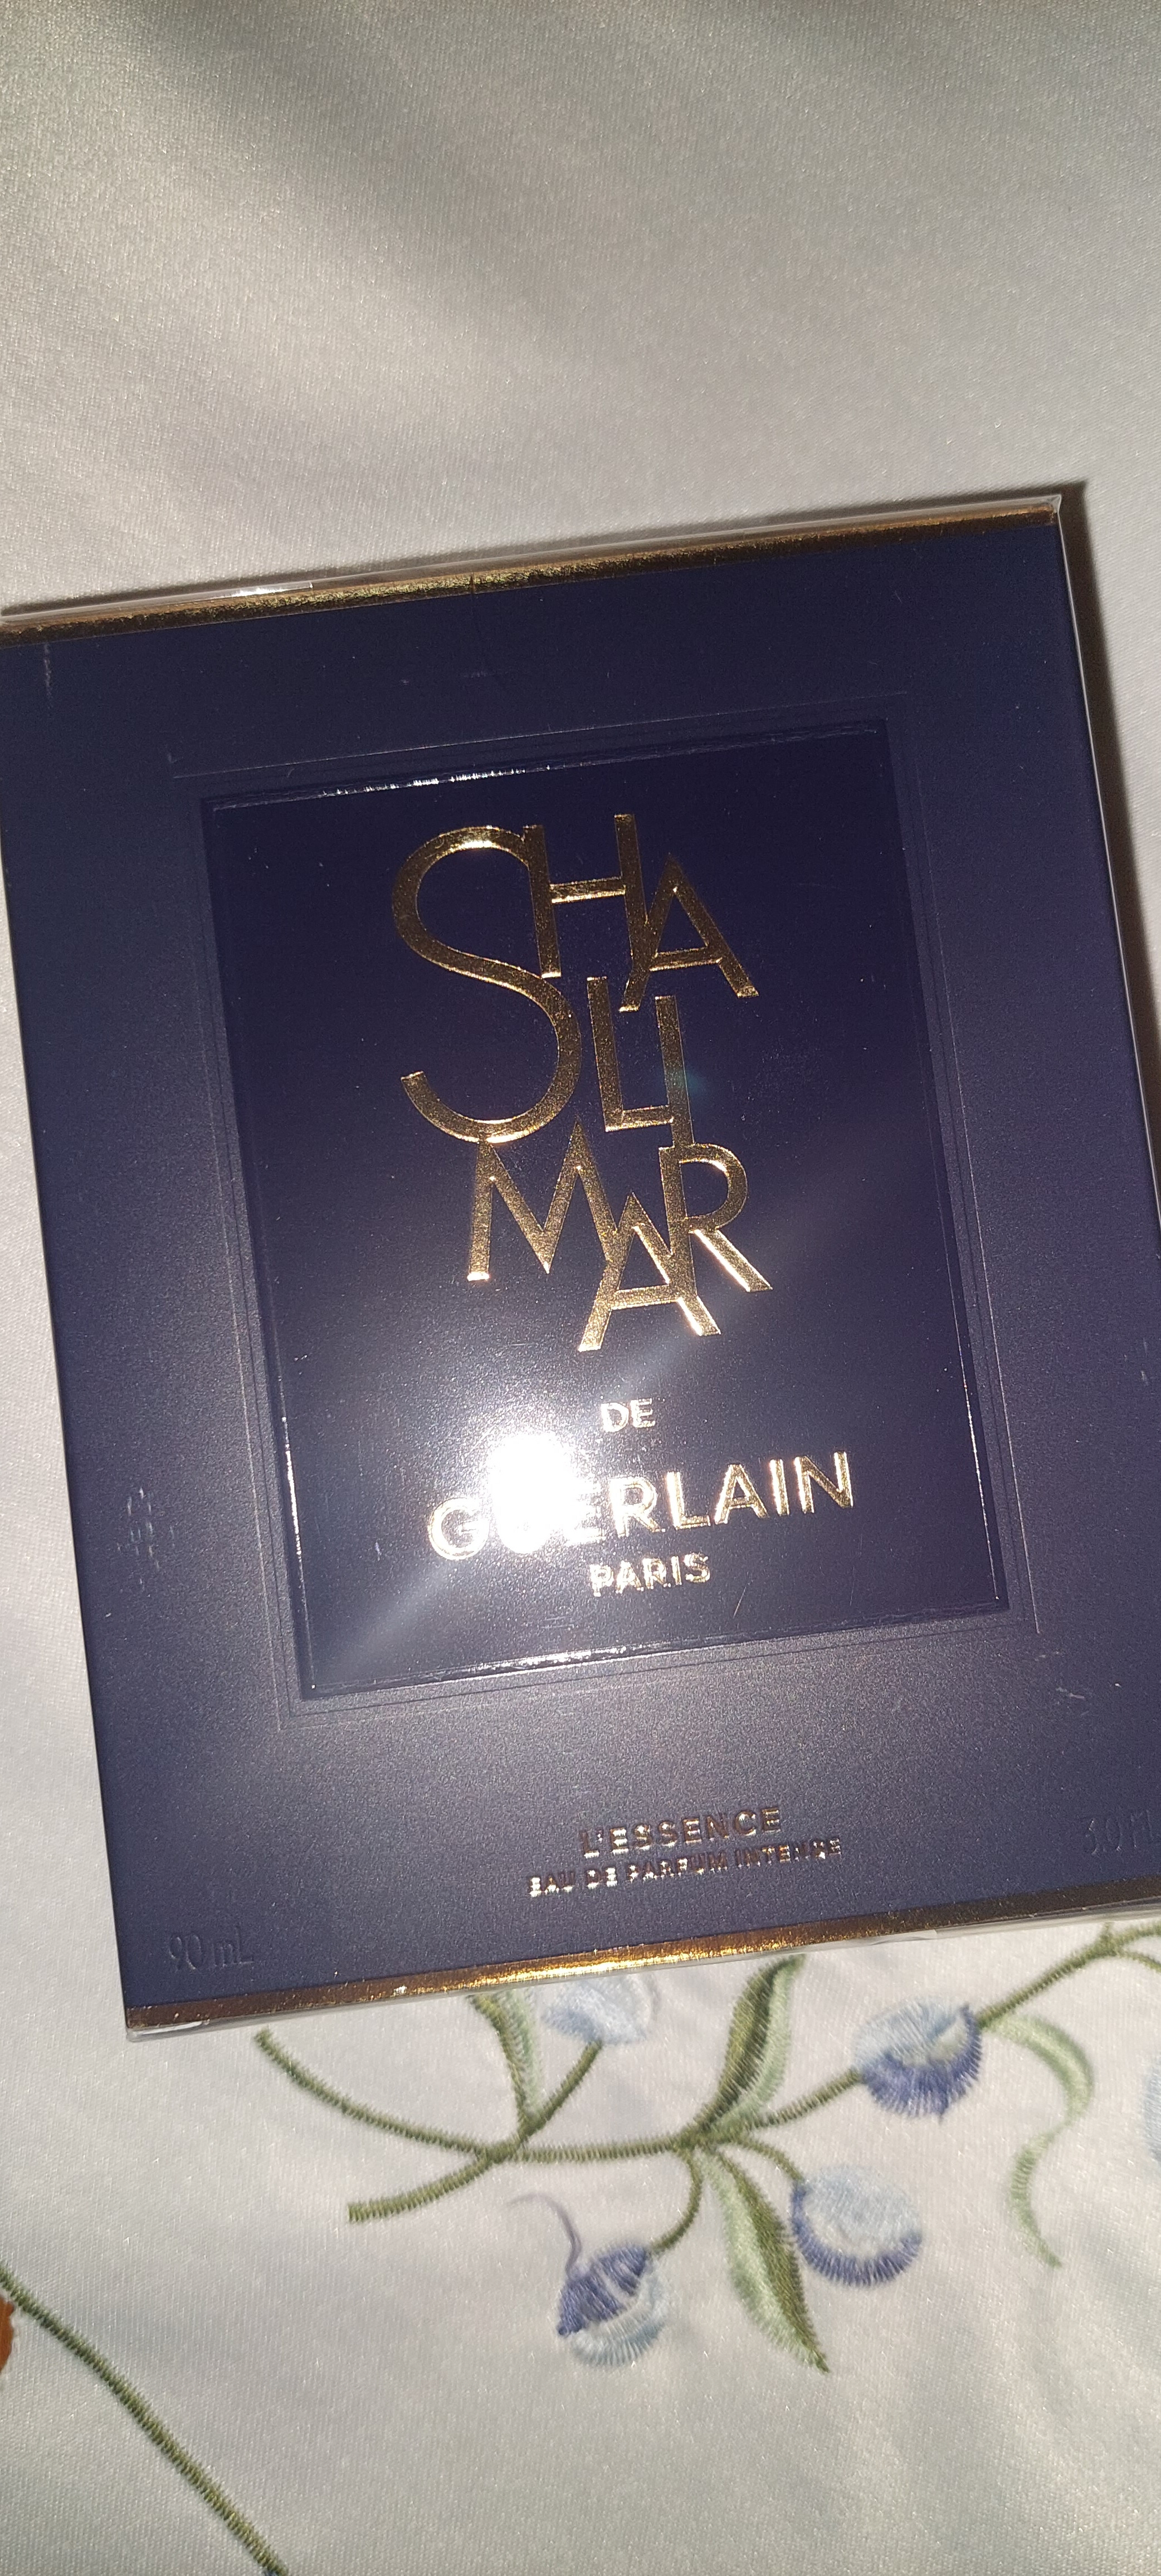 SHA
LI
MAR
DE
GUERLAIN
PARIS
L'ESSENCE
EAU DE PARFUM INTENSE
90 mL